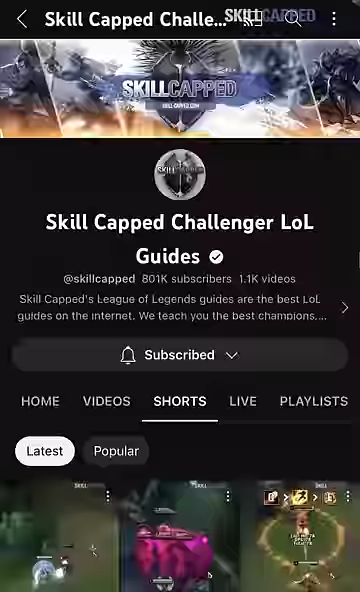 Skill Capped Challe...
SKILLCAPPED
SKILLCAPPED
SKILL-CAPPED.COM
SKILLCAPPED
Skill Capped Challenger LoL
Guides
@skillcapped 801K subscribers 1.1K videos
Skill Capped's League of Legends guides are the best LoL
guides on the internet. We teach you the best champions,...
Subscribed
HOME VIDEOS SHORTS LIVE PLAYLISTS
Latest Popular
SKILL SKILL SKILL